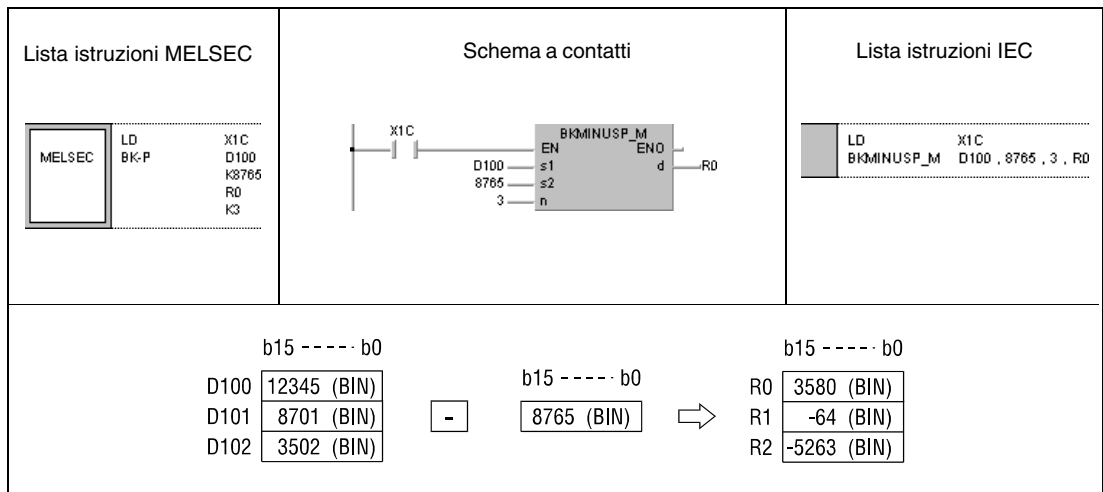 Lista istruzioni MELSEC
Schema a contatti
Lista istruzioni IEC
MELSEC
LD X1C
BK-P D100
K8765
R0
K3
X1C
BKMINUSP_M
EN ENO
D100 s1 d R0
8765 s2
3 n
LD X1C
BKMINUSP_M D100 , 8765 , 3 , R0
b15 ----- b0
D100 12345 (BIN)
D101 8701 (BIN)
D102 3502 (BIN)
-
b15 ----- b0
8765 (BIN)
b15 ----- b0
R0 3580 (BIN)
R1 -64 (BIN)
R2 -5263 (BIN)